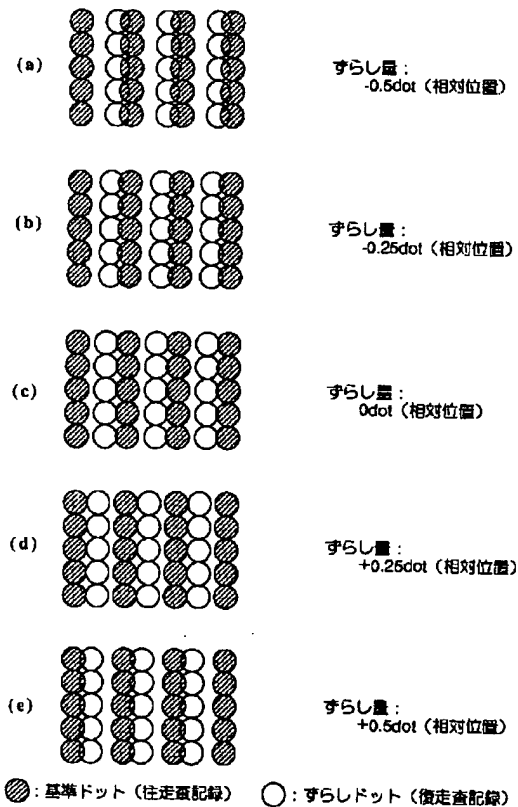 (a)
ずらし量:
-0.5dot(相対位置)
(b)
ずらし量:
-0.25dot(相対位置)
(c)
ずらし量:
0dot(相対位置)
(d)
ずらし量:
+0.25dot(相対位置)
(e)
ずらし量:
+0.5dot(相対位置)
:基準ドット(往走査記録) :ずらしドット(復走査記録)